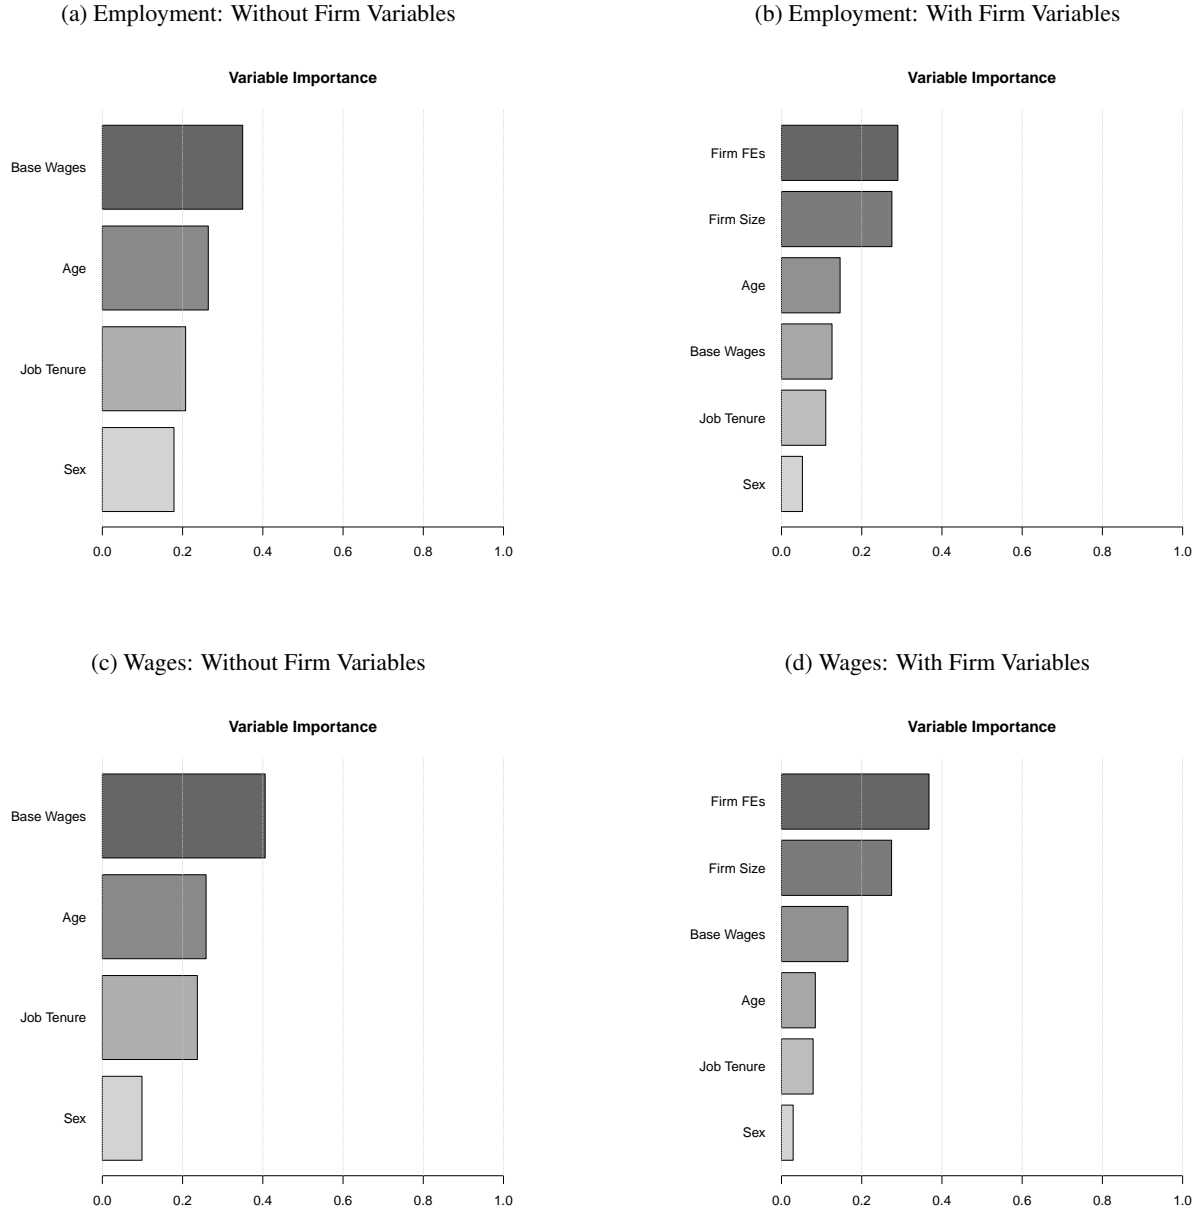 (a) Employment: Without Firm Variables
Variable Importance
Base Wages
Age
Job Tenure
Sex
0.0 0.2 0.4 0.6 0.8 1.0
(b) Employment: With Firm Variables
Variable Importance
Firm FEs
Firm Size
Age
Base Wages
Job Tenure
Sex
0.0 0.2 0.4 0.6 0.8 1.0
(c) Wages: Without Firm Variables
Variable Importance
Base Wages
Age
Job Tenure
Sex
0.0 0.2 0.4 0.6 0.8 1.0
(d) Wages: With Firm Variables
Variable Importance
Firm FEs
Firm Size
Base Wages
Age
Job Tenure
Sex
0.0 0.2 0.4 0.6 0.8 1.0